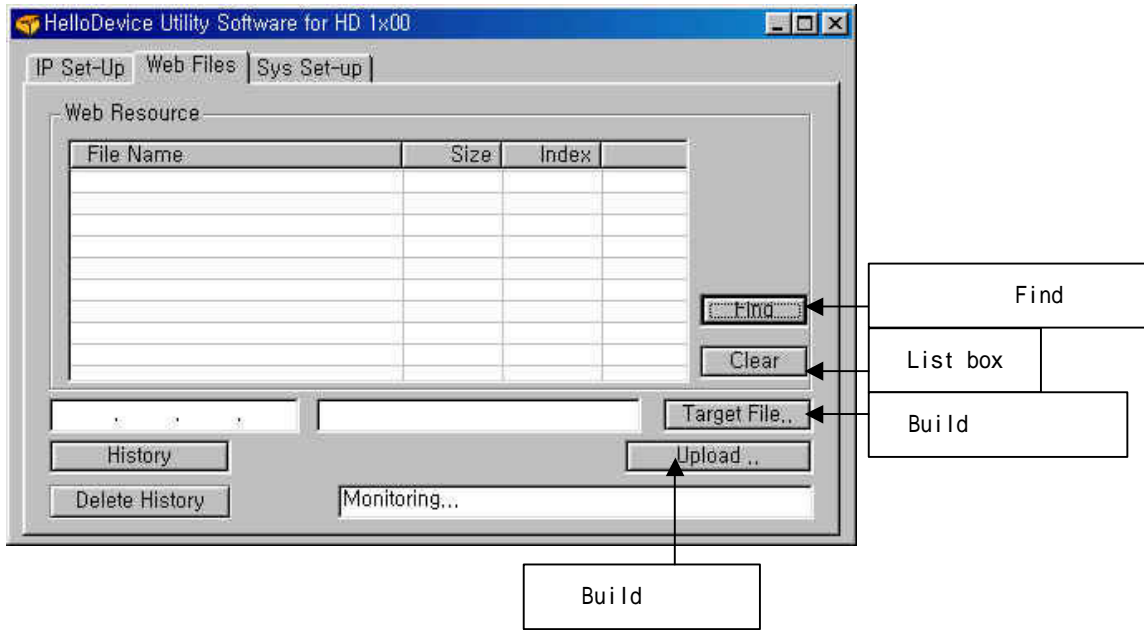 HelloDevice Utility Software for HD 1x00
IP Set-Up Web Files Sys Set-up
Web Resource
File Name Size Index
Find
Find
Clear
List box
Target File..
Build
History
Upload ..
Delete History
Monitoring...
Build